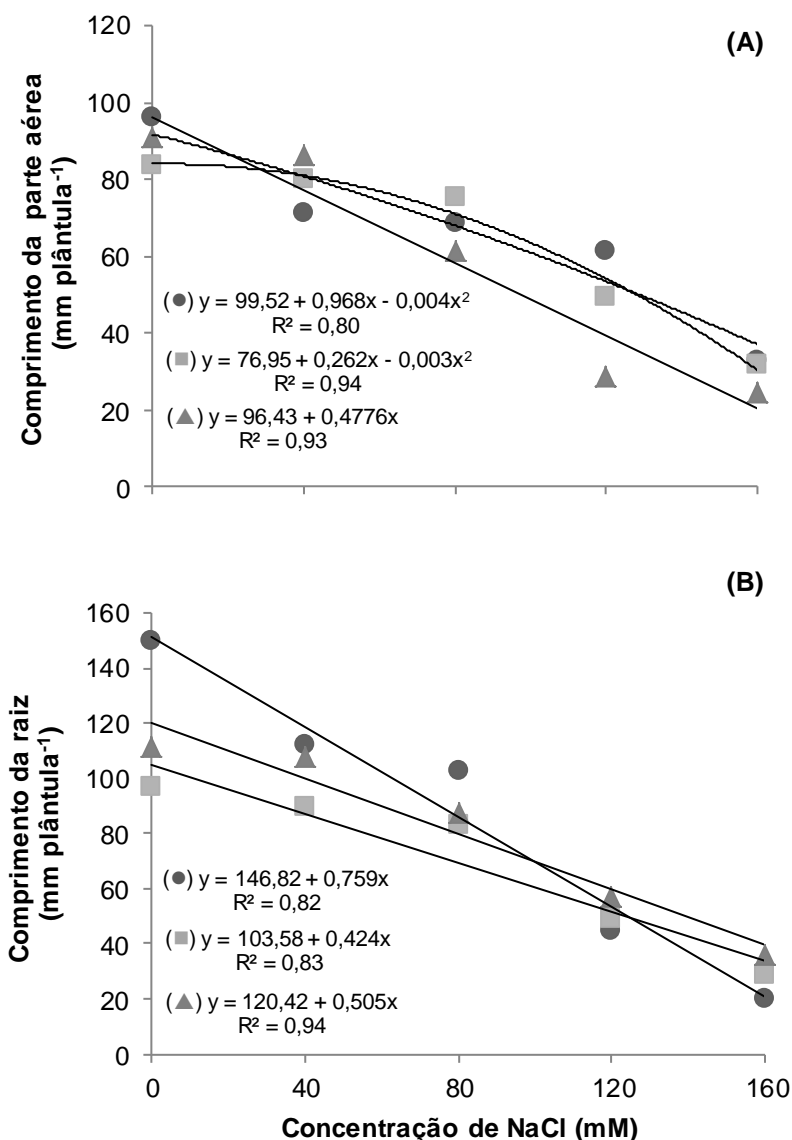 (A)
Comprimento da parte aérea
(mm plântula⁻¹)
120
100
80
60
40
20
0
(●) y = 99,52 + 0,968x - 0,004x²
R² = 0,80
(■) y = 76,95 + 0,262x - 0,003x²
R² = 0,94
(▲) y = 96,43 + 0,4776x
R² = 0,93
(B)
Comprimento da raiz
(mm plântula⁻¹)
160
140
120
100
80
60
40
20
0
(●) y = 146,82 + 0,759x
R² = 0,82
(■) y = 103,58 + 0,424x
R² = 0,83
(▲) y = 120,42 + 0,505x
R² = 0,94
0 40 80 120 160
Concentração de NaCl (mM)